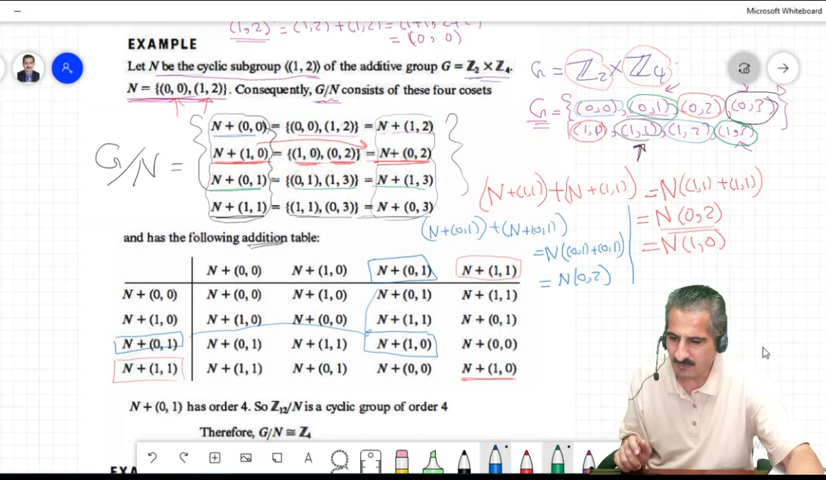 Microsoft Whiteboard
(1,2) = (1,2) + (1,2) =
= (0,0)
EXAMPLE
Let N be the cyclic subgroup ⟨(1, 2)⟩ of the additive group G = Z₂ × Z₄.
N = {(0, 0), (1, 2)}. Consequently, G/N consists of these four cosets
G = Z₂ × Z₄
G = {(0,0), (0,1), (0,2), (0,3)
(1,0), (1,1), (1,2), (1,3)}
G/N =
N + (0, 0) = {(0, 0), (1, 2)} = N + (1, 2)
N + (1, 0) = {(1, 0), (0, 2)} = N + (0, 2)
N + (0, 1) = {(0, 1), (1, 3)} = N + (1, 3)
N + (1, 1) = {(1, 1), (0, 3)} = N + (0, 3)
(N+(1,1)) + (N+(1,1)) = N((1,1)+(1,1))
= N(0,2)
= N(1,0)
(N+(0,1)) + (N+(0,1))
= N((0,1)+(0,1))
= N(0,2)
and has the following addition table:
N + (0, 0) N + (1, 0) N + (0, 1) N + (1, 1)
N + (0, 0) N + (0, 0) N + (1, 0) N + (0, 1) N + (1, 1)
N + (1, 0) N + (1, 0) N + (0, 0) N + (1, 1) N + (0, 1)
N + (0, 1) N + (0, 1) N + (1, 1) N + (1, 0) N + (0, 0)
N + (1, 1) N + (1, 1) N + (0, 1) N + (0, 0) N + (1, 0)
N + (0, 1) has order 4. So Z₁₂/N is a cyclic group of order 4
Therefore, G/N ≅ Z₄